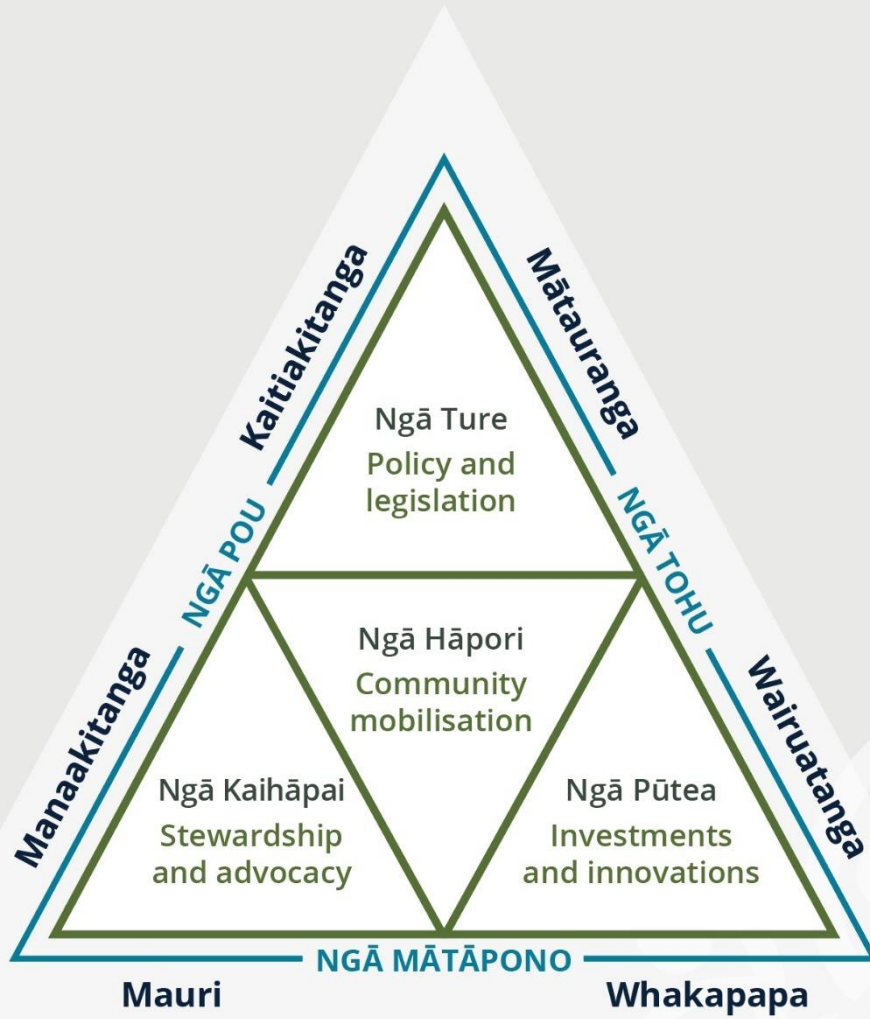 Kaitiakitanga
Mātauranga
Ngā Ture
Policy and
legislation
NGĀ POU
NGĀ TOHU
Manaakitanga
Wairuatanga
Ngā Hāpori
Community
mobilisation
Ngā Kaihāpai
Stewardship
and advocacy
Ngā Pūtea
Investments
and innovations
NGĀ MĀTĀPONO
Mauri
Whakapapa